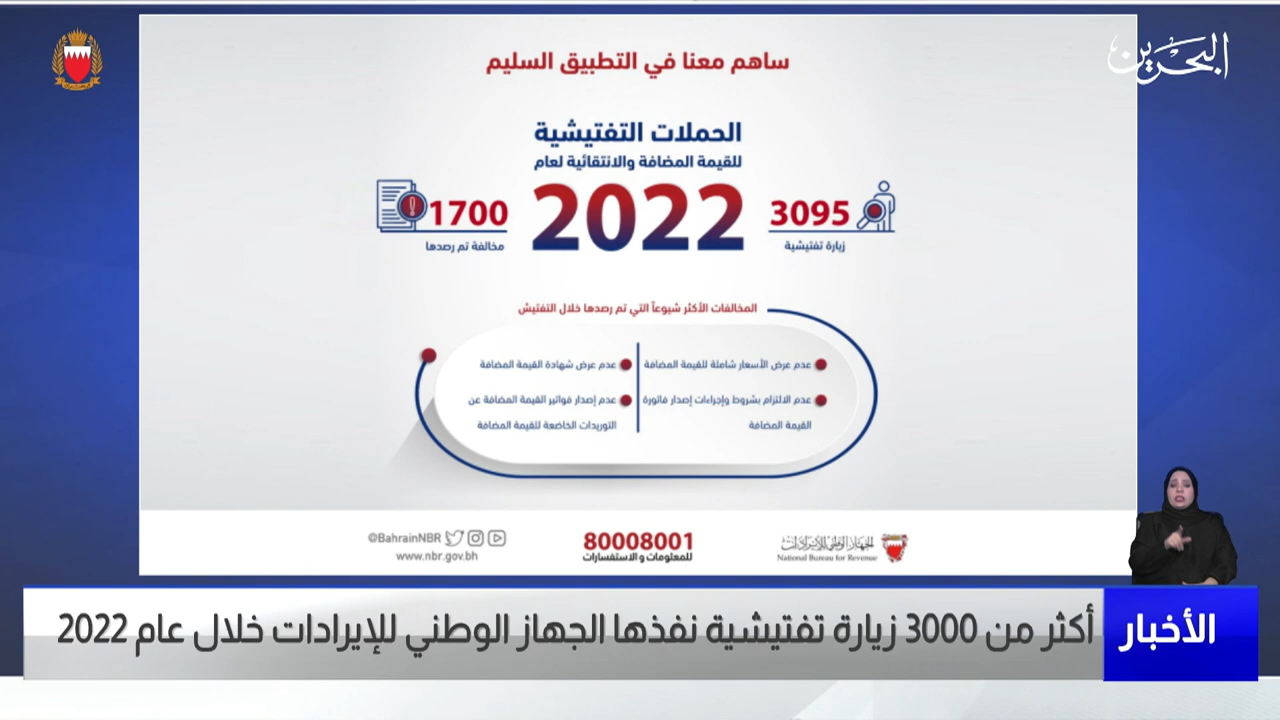 البحرين
ساهم معنا في التطبيق السليم
الحملات التفتيشية
للقيمة المضافة والانتقائية لعام
2022
3095
زيارة تفتيشية
1700
مخالفة تم رصدها
المخالفات الأكثر شيوعاً التي تم رصدها خلال التفتيش
عدم عرض الأسعار شاملة للقيمة المضافة
عدم الالتزام بشروط وإجراءات إصدار فاتورة
القيمة المضافة
عدم عرض شهادة القيمة المضافة
عدم إصدار فواتير القيمة المضافة عن
التوريدات الخاضعة للقيمة المضافة
الجهاز الوطني للإيرادات
National Bureau for Revenue
80008001
للمعلومات و الاستفسارات
@BahrainNBR
www.nbr.gov.bh
الأخبار
أكثر من 3000 زيارة تفتيشية نفذها الجهاز الوطني للإيرادات خلال عام 2022